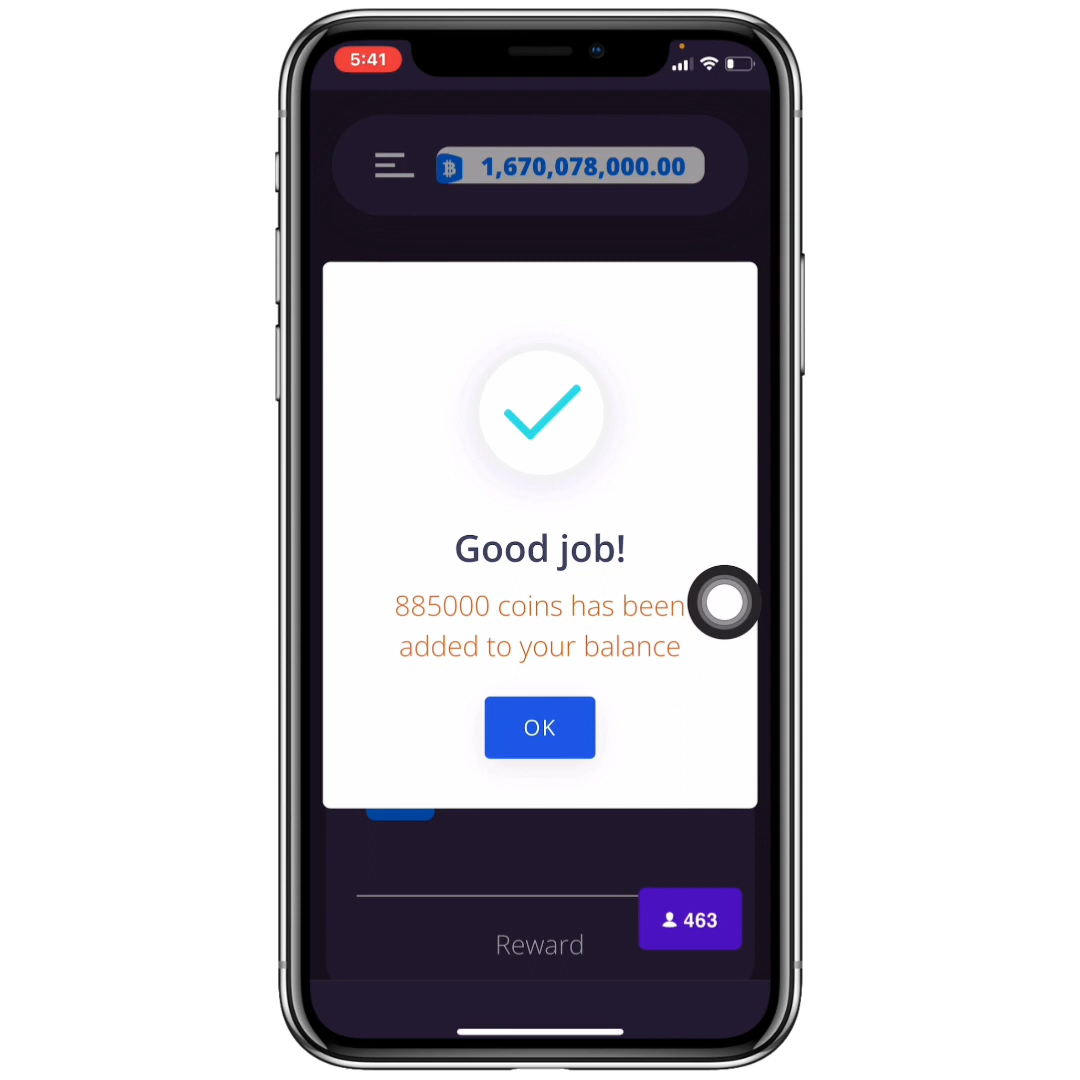 5:41
1,670,078,000.00
Good job!
885000 coins has been
added to your balance
OK
463
Reward